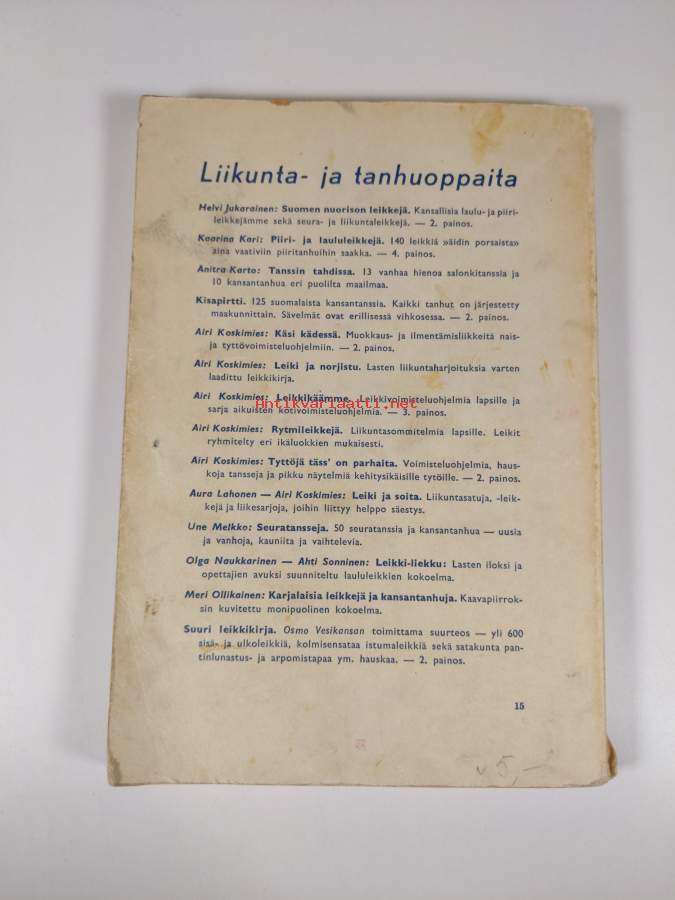 Liikunta- ja tanhuoppaita
Helvi Jukarainen: Suomen nuorison leikkejä. Kansallisia laulu- ja piiri-
leikkejämme sekä seura- ja liikuntaleikkejä. — 2. painos.
Kaarina Kari: Piiri- ja laululeikkejä. 140 leikkiä »äidin porsaista»
aina vaativiin piiritanhuihin saakka. — 4. painos.
Anitra Karto: Tanssin tahdissa. 13 vanhaa hienoa salonkitanssia ja
10 kansantanhua eri puolilta maailmaa.
Kisapirtti. 125 suomalaista kansantanssia. Kaikki tanhut on järjestetty
maakunnittain. Sävelmät ovat erillisessä vihkosessa. — 2. painos.
Airi Koskimies: Käsi kädessä. Muokkaus- ja ilmentämisliikkeitä nais-
ja tyttövoimisteluohjelmiin. — 2. painos.
Airi Koskimies: Leiki ja norjistu. Lasten liikuntaharjoituksia varten
laadittu leikkikirja.
Airi Koskimies: Leikkikäämme. Leikkivoimisteluohjelmia lapsille ja
Antikvariaatti.net
sarja aikuisten kotivoimisteluohjelmia. — 3. painos.
Airi Koskimies: Rytmileikkejä. Liikuntasommitelmia lapsille. Leikit
ryhmitelty eri ikäluokkien mukaisesti.
Airi Koskimies: Tyttöjä täss' on parhaita. Voimisteluohjelmia, haus-
koja tansseja ja pikku näytelmiä kehitysikäisille tytöille. — 2. painos.
Aura Lahonen — Airi Koskimies: Leiki ja soita. Liikuntasatuja, -leik-
kejä ja liikesarjoja, joihin liittyy helppo säestys.
Une Melkko: Seuratansseja. 50 seuratanssia ja kansantanhua — uusia
ja vanhoja, kauniita ja vaihtelevia.
Olga Naukkarinen — Ahti Sonninen: Leikki-liekku: Lasten iloksi ja
opettajien avuksi suunniteltu laululeikkien kokoelma.
Meri Ollikainen: Karjalaisia leikkejä ja kansantanhuja. Kaavapiirrok-
sin kuvitettu monipuolinen kokoelma.
Suuri leikkikirja. Osmo Vesikansan toimittama suurteos — yli 600
sisä- ja ulkoleikkiä, kolmisensataa istumaleikkiä sekä satakunta pan-
tinlunastus- ja arpomistapaa ym. hauskaa. — 2. painos.
15
v 5,-